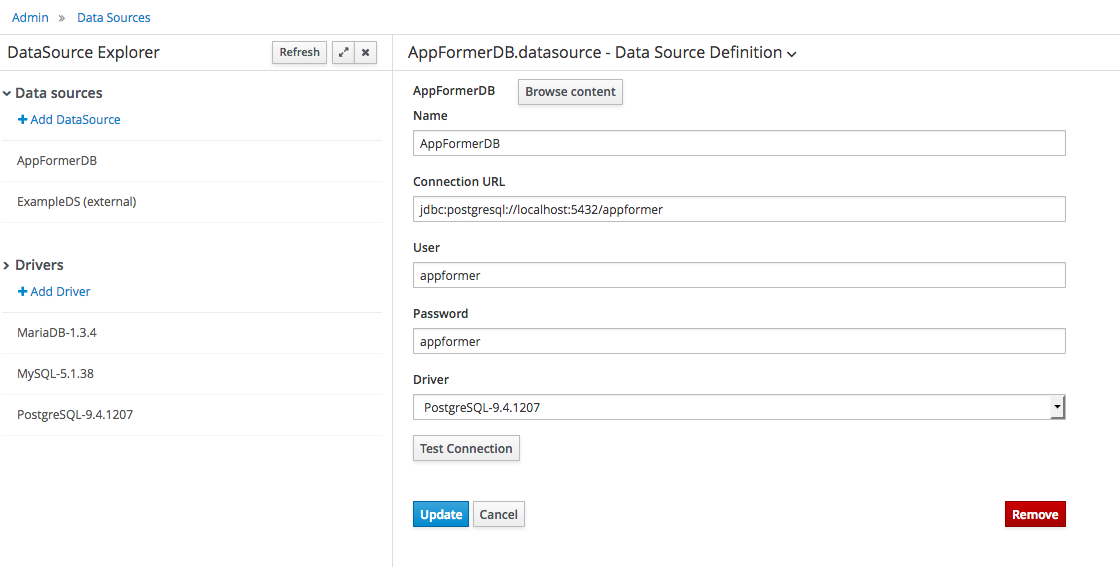 Admin » Data Sources
DataSource Explorer
Refresh
Data sources
Add DataSource
AppFormerDB
ExampleDS (external)
Drivers
Add Driver
MariaDB-1.3.4
MySQL-5.1.38
PostgreSQL-9.4.1207
AppFormerDB.datasource - Data Source Definition
AppFormerDB
Browse content
Name
AppFormerDB
Connection URL
jdbc:postgresql://localhost:5432/appformer
User
appformer
Password
appformer
Driver
PostgreSQL-9.4.1207
Test Connection
Update
Cancel
Remove